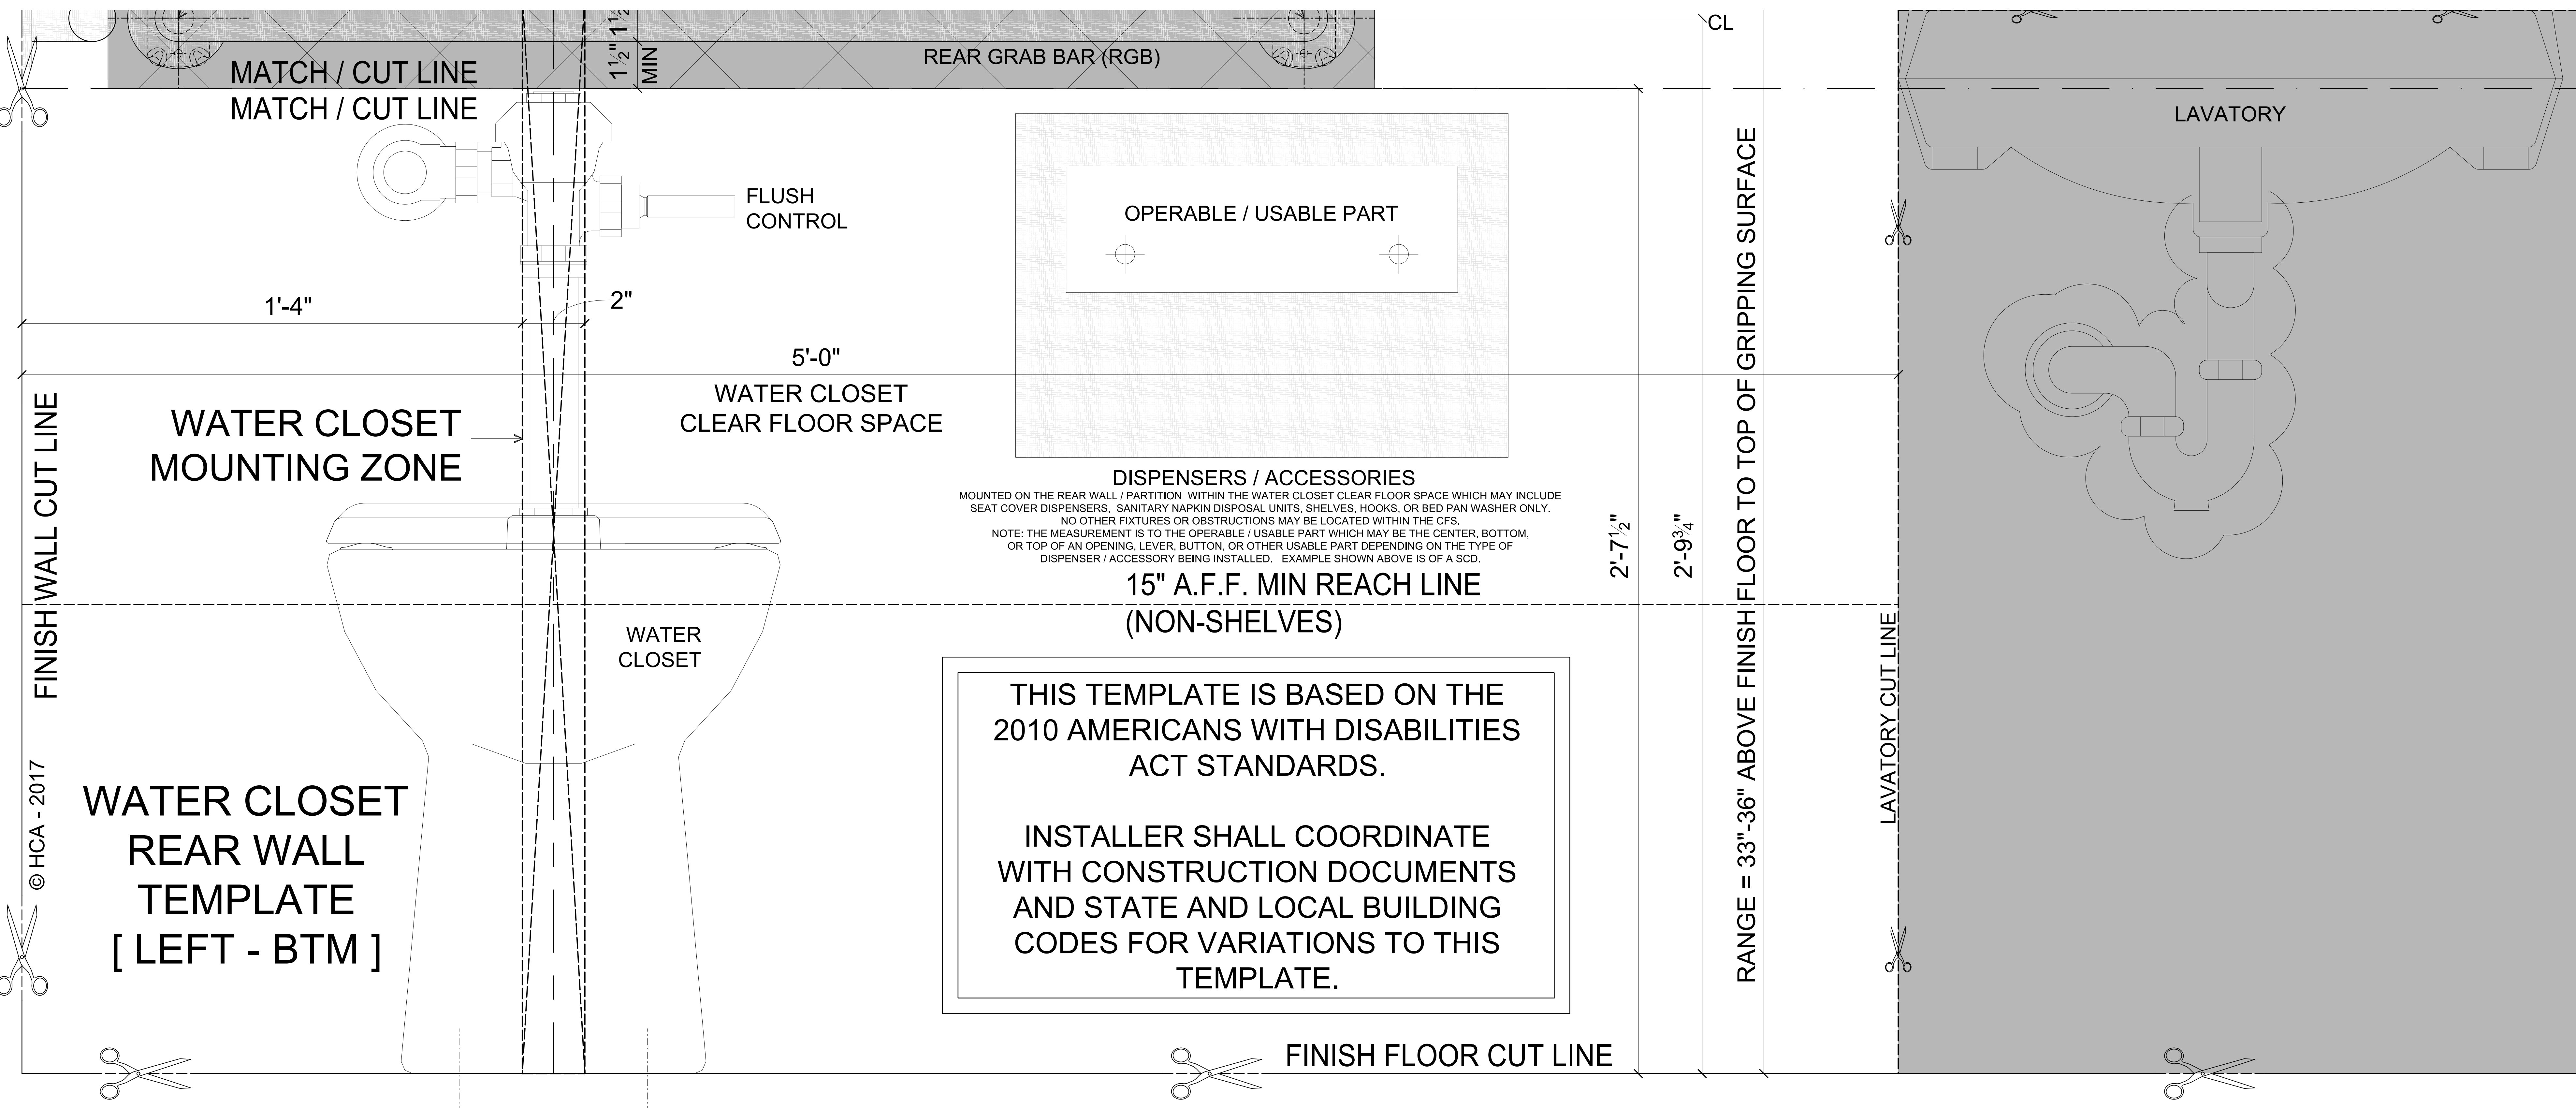 CL
1 1/2" 1 1/2
MIN
REAR GRAB BAR (RGB)
MATCH / CUT LINE
MATCH / CUT LINE
LAVATORY
FLUSH
CONTROL
OPERABLE / USABLE PART
1'-4"
2"
5'-0"
WATER CLOSET
CLEAR FLOOR SPACE
WATER CLOSET
MOUNTING ZONE
FINISH WALL CUT LINE
DISPENSERS / ACCESSORIES
MOUNTED ON THE REAR WALL / PARTITION WITHIN THE WATER CLOSET CLEAR FLOOR SPACE WHICH MAY INCLUDE
SEAT COVER DISPENSERS, SANITARY NAPKIN DISPOSAL UNITS, SHELVES, HOOKS, OR BED PAN WASHER ONLY.
NO OTHER FIXTURES OR OBSTRUCTIONS MAY BE LOCATED WITHIN THE CFS.
NOTE: THE MEASUREMENT IS TO THE OPERABLE / USABLE PART WHICH MAY BE THE CENTER, BOTTOM,
OR TOP OF AN OPENING, LEVER, BUTTON, OR OTHER USABLE PART DEPENDING ON THE TYPE OF
DISPENSER / ACCESSORY BEING INSTALLED. EXAMPLE SHOWN ABOVE IS OF A SCD.
15" A.F.F. MIN REACH LINE
(NON-SHELVES)
2'-7 1/2"
2'-9 3/4"
RANGE = 33"-36" ABOVE FINISH FLOOR TO TOP OF GRIPPING SURFACE
LAVATORY CUT LINE
WATER
CLOSET
THIS TEMPLATE IS BASED ON THE
2010 AMERICANS WITH DISABILITIES
ACT STANDARDS.
INSTALLER SHALL COORDINATE
WITH CONSTRUCTION DOCUMENTS
AND STATE AND LOCAL BUILDING
CODES FOR VARIATIONS TO THIS
TEMPLATE.
© HCA - 2017
WATER CLOSET
REAR WALL
TEMPLATE
[ LEFT - BTM ]
FINISH FLOOR CUT LINE